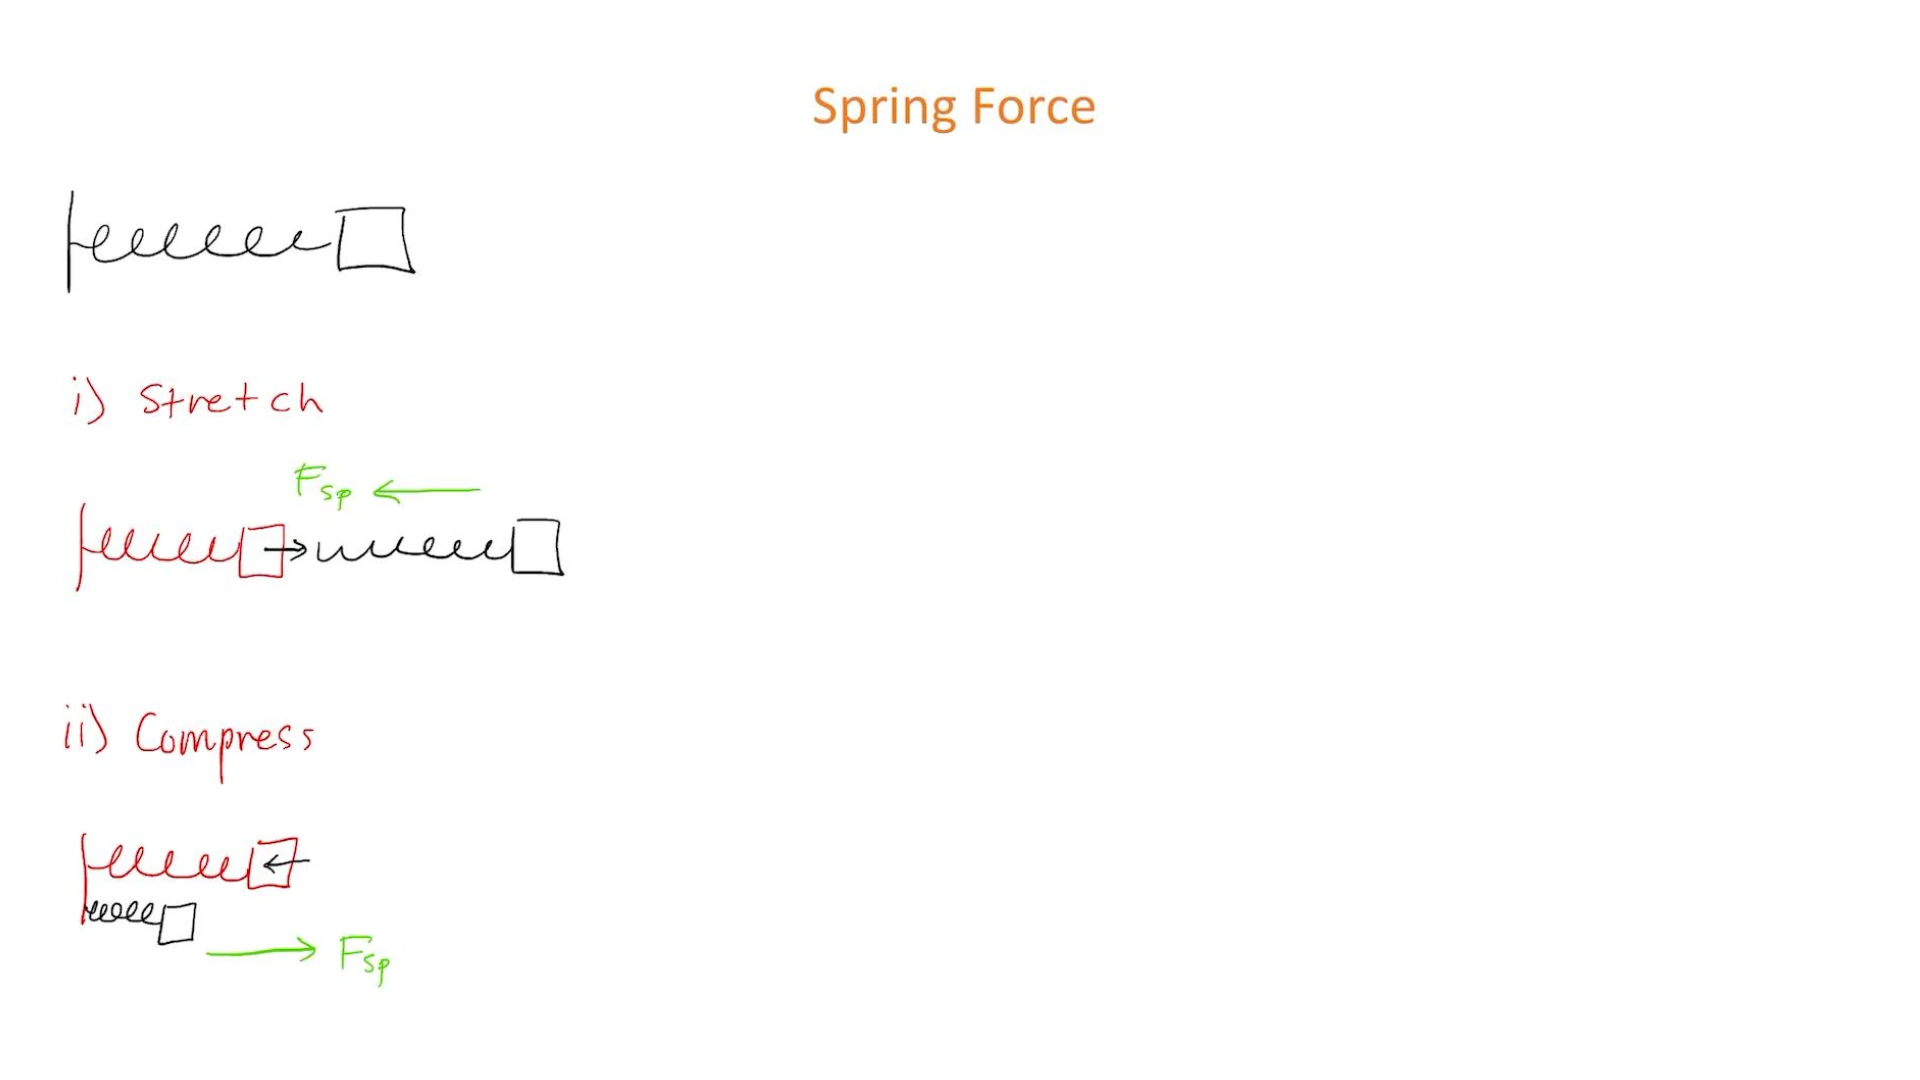 Spring Force
i) Stretch
Fsp
ii) Compress
Fsp